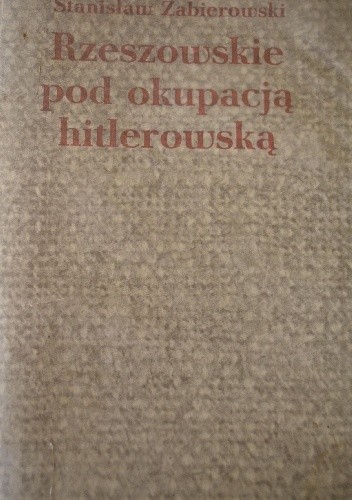 Stanisław Zabierowski
Rzeszowskie
pod okupacją
hitlerowską